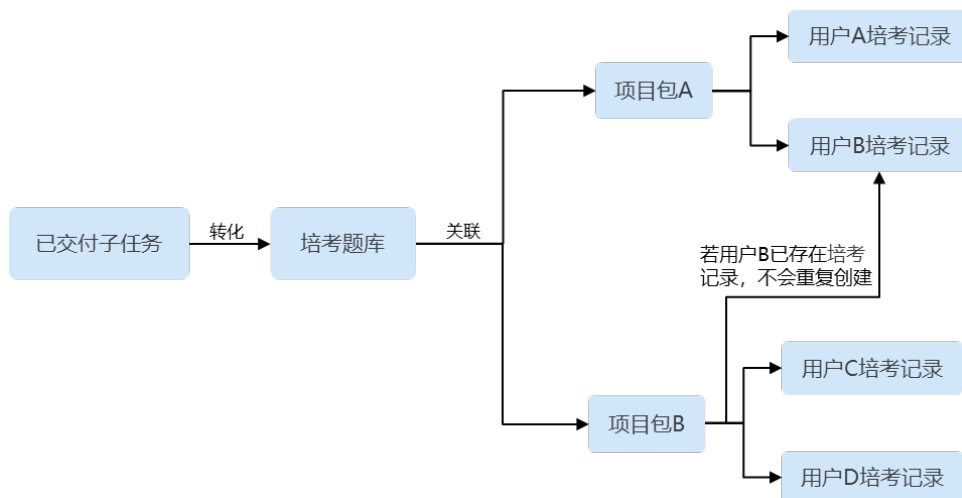 用户A培考记录
项目包A
用户B培考记录
已交付子任务
转化
培考题库
关联
若用户B已存在培考
记录，不会重复创建
用户C培考记录
项目包B
用户D培考记录